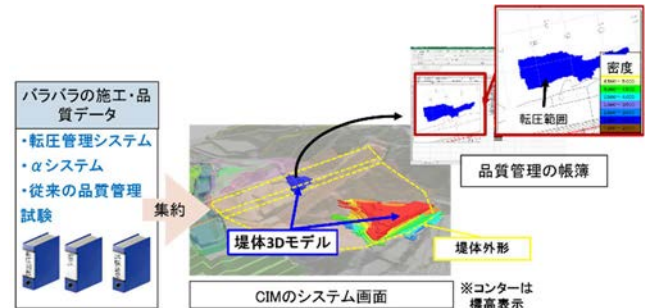 バラバラの施工・品
質データ
・転圧管理システム
・αシステム
・従来の品質管理
試験
集約
堤体3Dモデル
堤体外形
CIMのシステム画面
※コンターは
標高表示
品質管理の帳簿
密度
転圧範囲